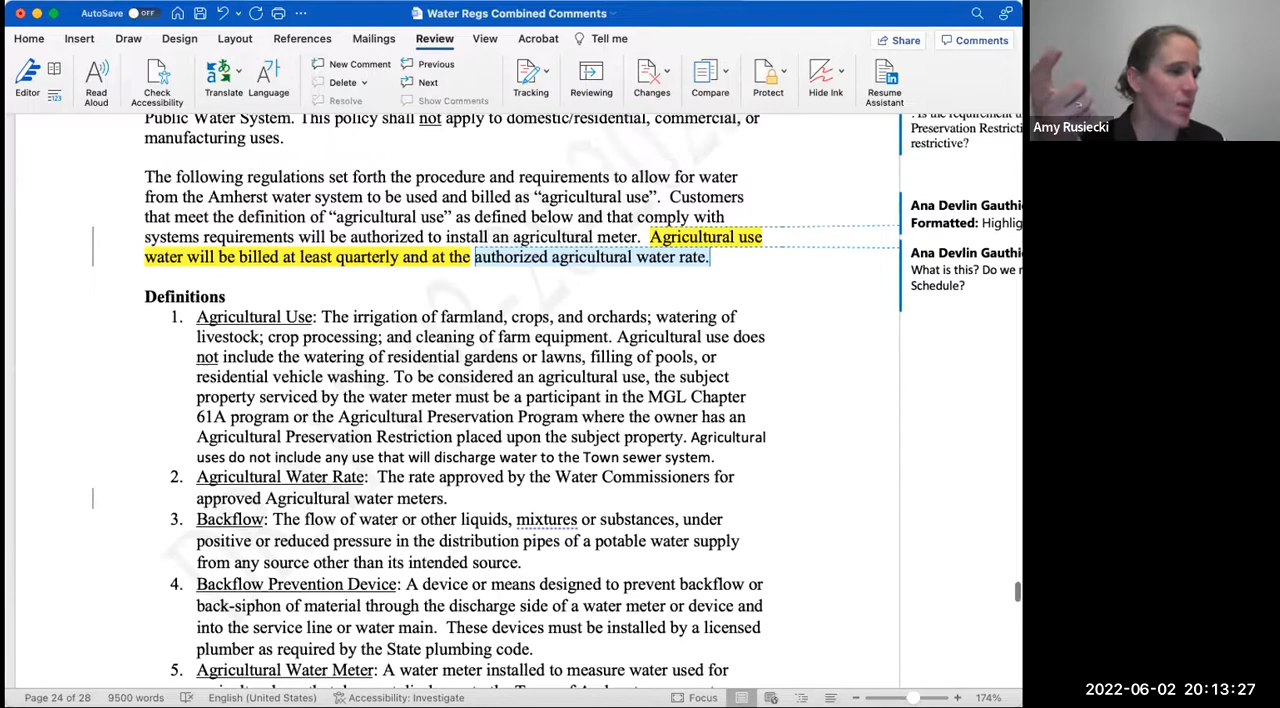 AutoSave OFF
Water Regs Combined Comments
Home Insert Draw Design Layout References Mailings Review View Acrobat Tell me
Share Comments
Editor
Read Aloud
Check Accessibility
Translate Language
New Comment
Delete
Resolve
Previous
Next
Show Comments
Tracking
Reviewing
Changes
Compare
Protect
Hide Ink
Resume Assistant
Public Water System. This policy shall not apply to domestic/residential, commercial, or
manufacturing uses.
The following regulations set forth the procedure and requirements to allow for water
from the Amherst water system to be used and billed as “agricultural use”. Customers
that meet the definition of “agricultural use” as defined below and that comply with
systems requirements will be authorized to install an agricultural meter. Agricultural use
water will be billed at least quarterly and at the authorized agricultural water rate.
Definitions
1. Agricultural Use: The irrigation of farmland, crops, and orchards; watering of
livestock; crop processing; and cleaning of farm equipment. Agricultural use does
not include the watering of residential gardens or lawns, filling of pools, or
residential vehicle washing. To be considered an agricultural use, the subject
property serviced by the water meter must be a participant in the MGL Chapter
61A program or the Agricultural Preservation Program where the owner has an
Agricultural Preservation Restriction placed upon the subject property. Agricultural
uses do not include any use that will discharge water to the Town sewer system.
2. Agricultural Water Rate: The rate approved by the Water Commissioners for
approved Agricultural water meters.
3. Backflow: The flow of water or other liquids, mixtures or substances, under
positive or reduced pressure in the distribution pipes of a potable water supply
from any source other than its intended source.
4. Backflow Prevention Device: A device or means designed to prevent backflow or
back-siphon of material through the discharge side of a water meter or device and
into the service line or water main. These devices must be installed by a licensed
plumber as required by the State plumbing code.
5. Agricultural Water Meter: A water meter installed to measure water used for
Preservation Restricti
restrictive?
Ana Devlin Gauthi
Formatted: Highlig
Ana Devlin Gauthi
What is this? Do we
Schedule?
Amy Rusiecki
Page 24 of 28 9500 words English (United States) Accessibility: Investigate
Focus 174%
2022-06-02 20:13:27